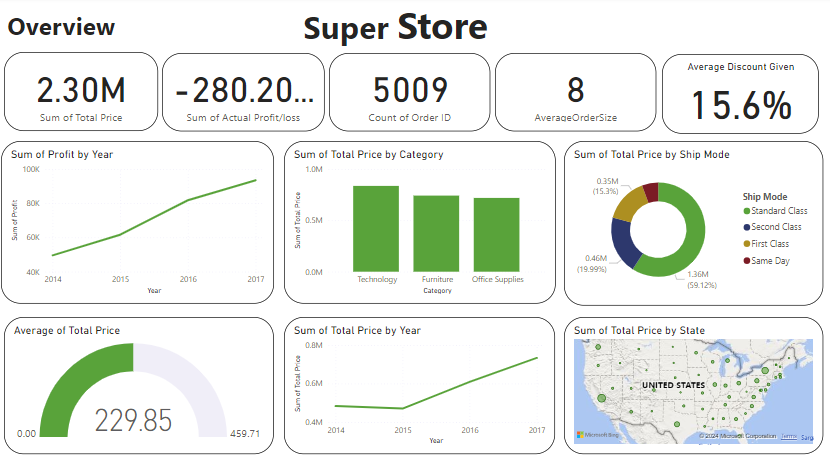 Overview
Super Store
2.30M
Sum of Total Price
-280.20...
Sum of Actual Profit/loss
5009
Count of Order ID
8
AverageOrderSize
Average Discount Given
15.6%
Sum of Profit by Year
100K
80K
60K
40K
Sum of Profit
2014
2015
2016
2017
Year
Sum of Total Price by Category
1.0M
0.5M
0.0M
Sum of Total Price
Technology
Furniture
Office Supplies
Category
Sum of Total Price by Ship Mode
0.35M
(15.3%)
0.46M
(19.99%)
1.36M
(59.12%)
Ship Mode
Standard Class
Second Class
First Class
Same Day
Average of Total Price
229.85
0.00
459.71
Sum of Total Price by Year
0.8M
0.6M
0.4M
Sum of Total Price
2014
2015
2016
2017
Year
Sum of Total Price by State
UNITED STATES
Microsoft Bing
© 2024 Microsoft Corporation Terms